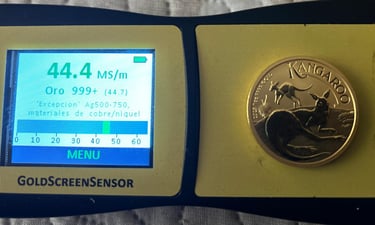 44.4 MS/m
Oro 999+ (44.7)
"Excepcion" Ag500-750,
materiales de cobre/niquel
0 10 20 30 40 50 60
MENU
GOLDSCREENSENSOR
KANGAROO